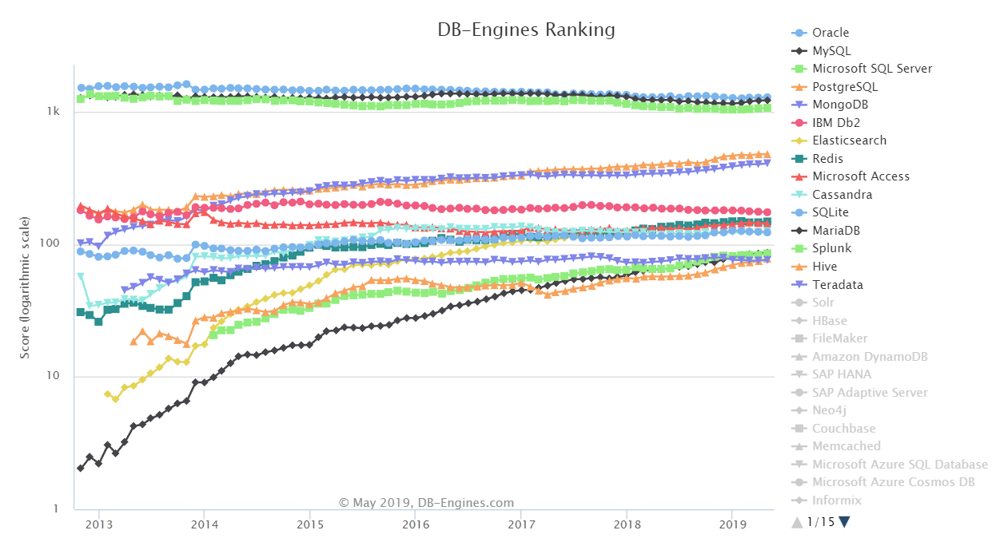 DB-Engines Ranking
Score (logarithmic scale)
1k
100
10
1
2013 2014 2015 2016 2017 2018 2019
© May 2019, DB-Engines.com
Oracle
MySQL
Microsoft SQL Server
PostgreSQL
MongoDB
IBM Db2
Elasticsearch
Redis
Microsoft Access
Cassandra
SQLite
MariaDB
Splunk
Hive
Teradata
Solr
HBase
FileMaker
Amazon DynamoDB
SAP HANA
SAP Adaptive Server
Neo4j
Couchbase
Memcached
Microsoft Azure SQL Database
Microsoft Azure Cosmos DB
Informix
1/15